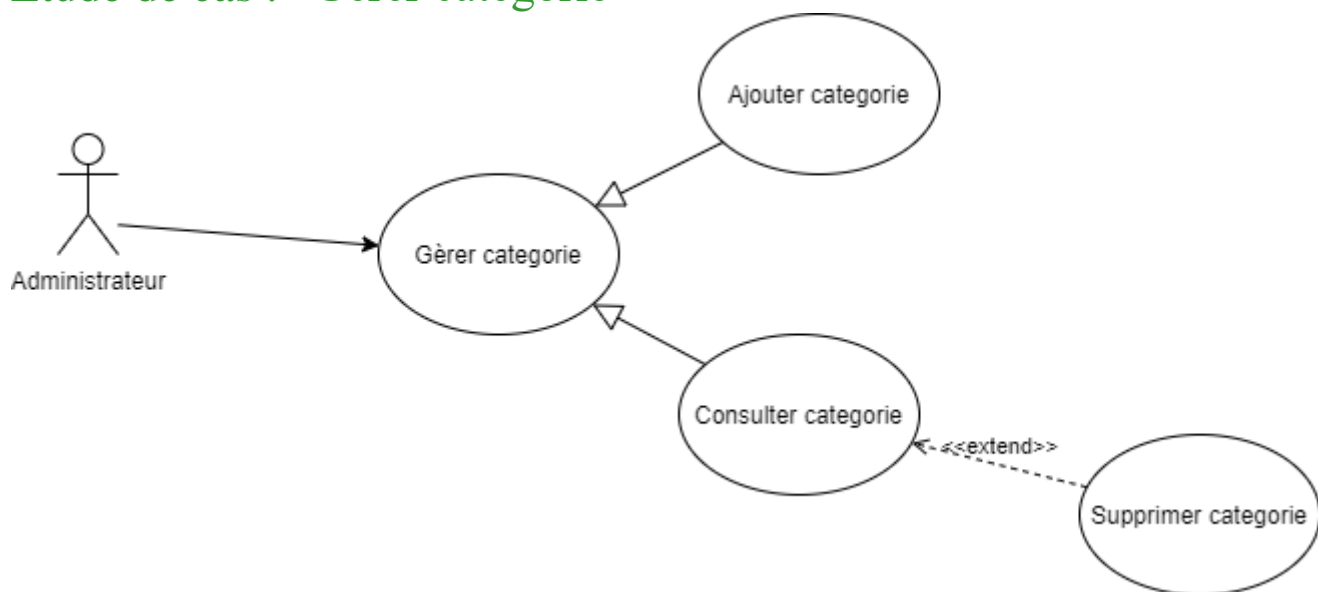 Ajouter categorie
Gèrer categorie
Administrateur
Consulter categorie
<<extend>>
Supprimer categorie